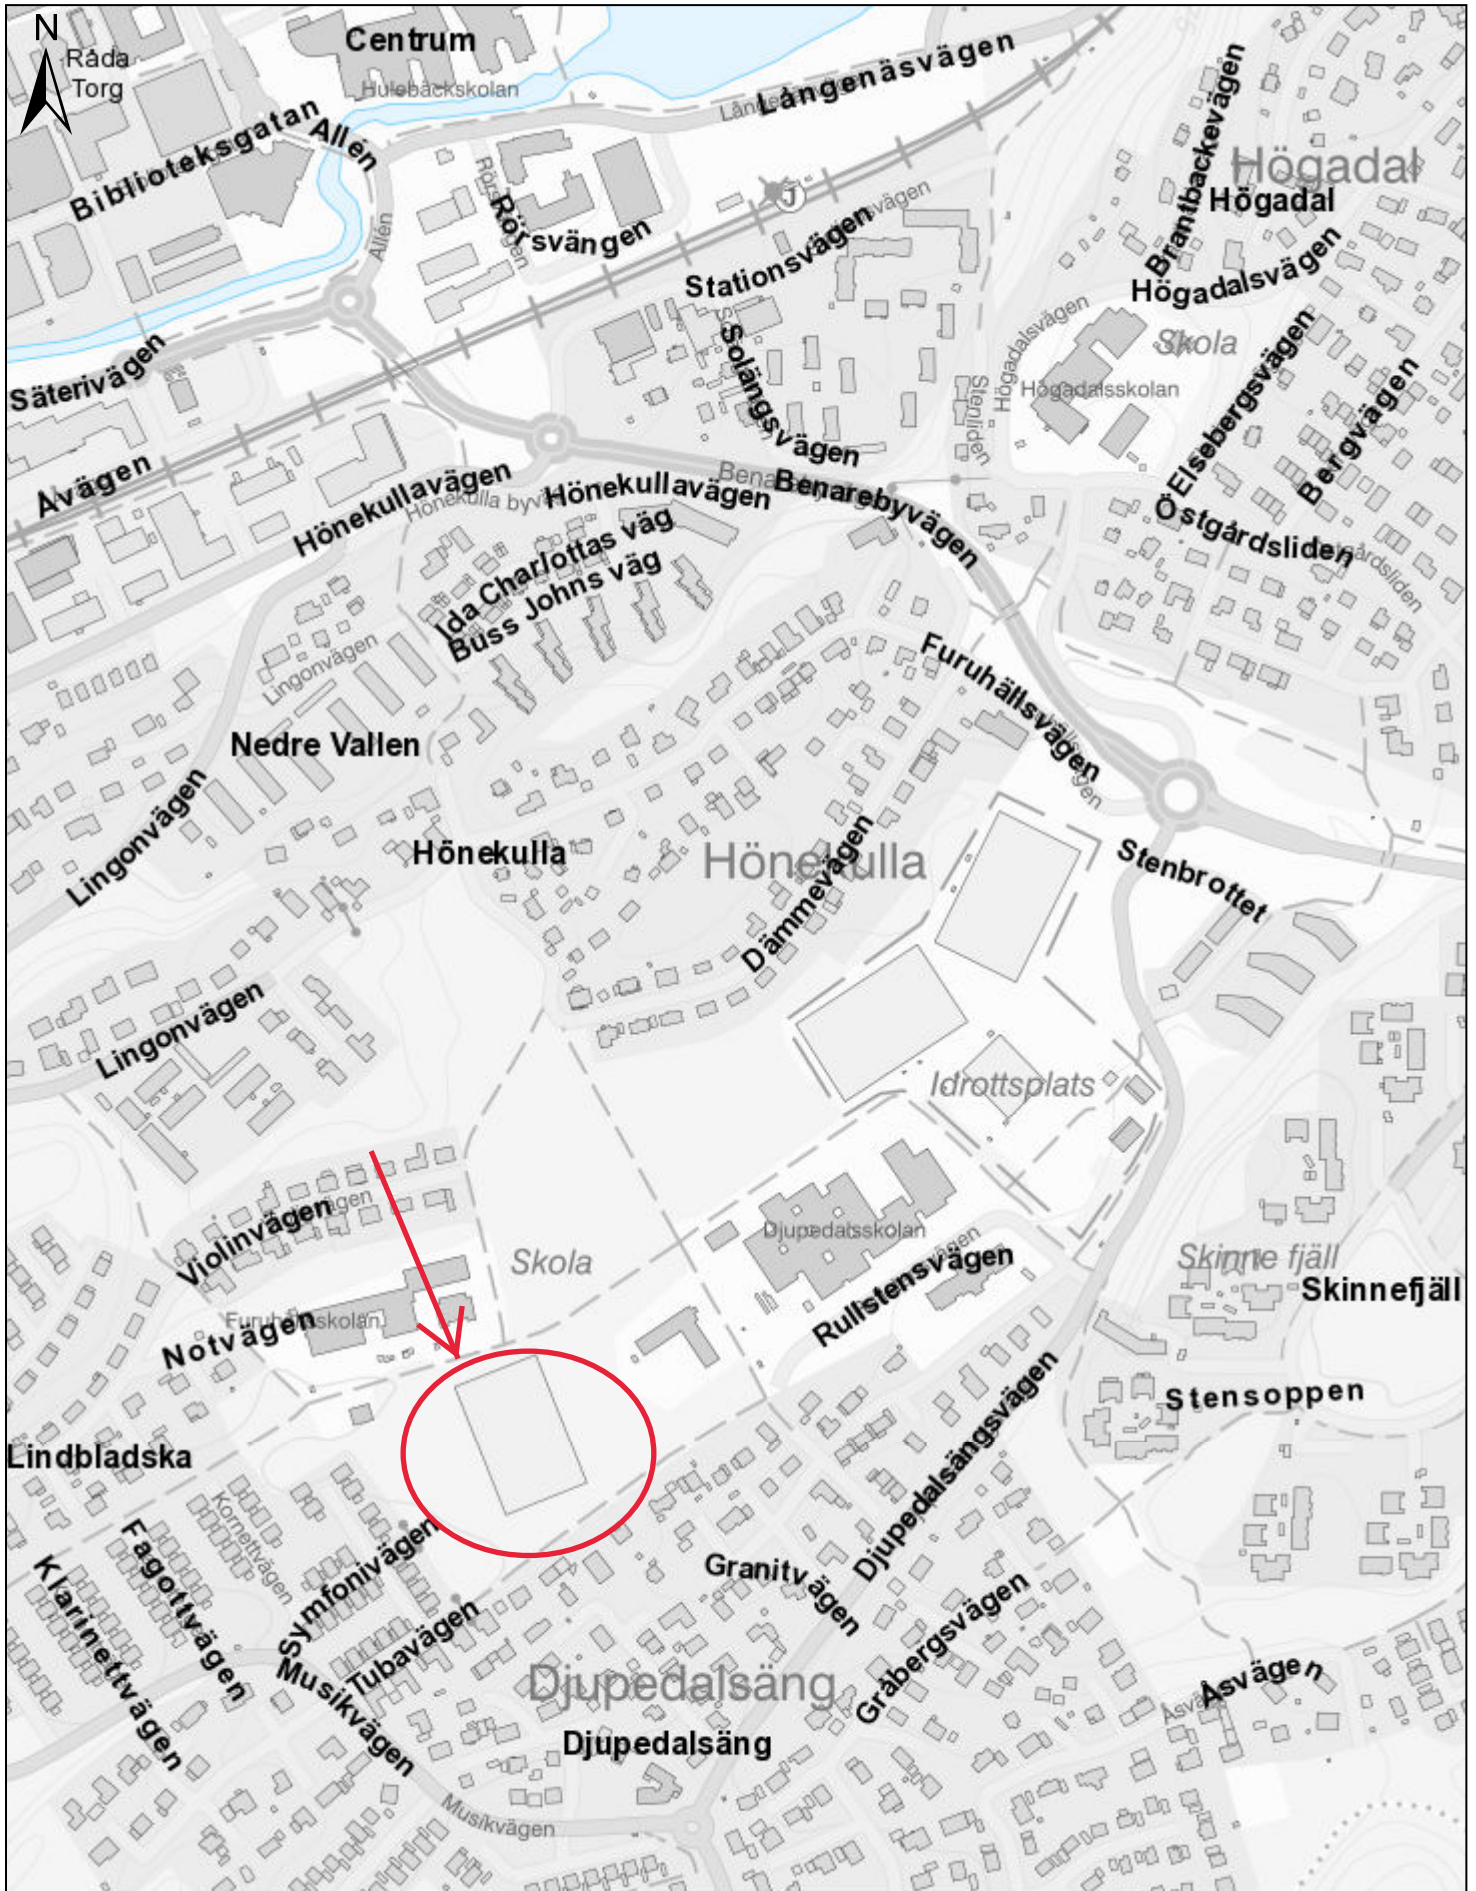 N
Centrum
Råda
Torg
Hulebäckskolan
Långenäsvägen
Biblioteksgatan
Allén
Allén
Rörsvängen
Brantbackevägen
Högadal
Högadal
Stationsvägen
Högadalsvägen
Högadalsvägen
J
Skola
Högadalsskolan
Säterivägen
Solängsvägen
Stenliden
Elsebergsvägen
Bergvägen
Åvägen
Hönekullavägen
Hönekulla
Hönekullavägen
Benarebyvägen
Östgårdsliden
Ida Charlottas väg
Buss Johns väg
Lingonvägen
Furuhällsvägen
Nedre Vallen
Lingonvägen
Hönekulla
Hönekulla
Dämmevägen
Stenbrottet
Lingonvägen
Idrottsplats
Violinvägen
Djupedalsskolan
Skola
Rullstensvägen
Skinne fjäll
Skinnefjäll
Notvägen
Stensoppen
Lindbladska
Kornettvägen
Fagottvägen
Klarinettvägen
Symfonivägen
Tubavägen
Musikvägen
Musikvägen
Granitvägen
Djupedalsängsvägen
Gråbergsvägen
Åsvägen
Djupedalsäng
Djupedalsäng